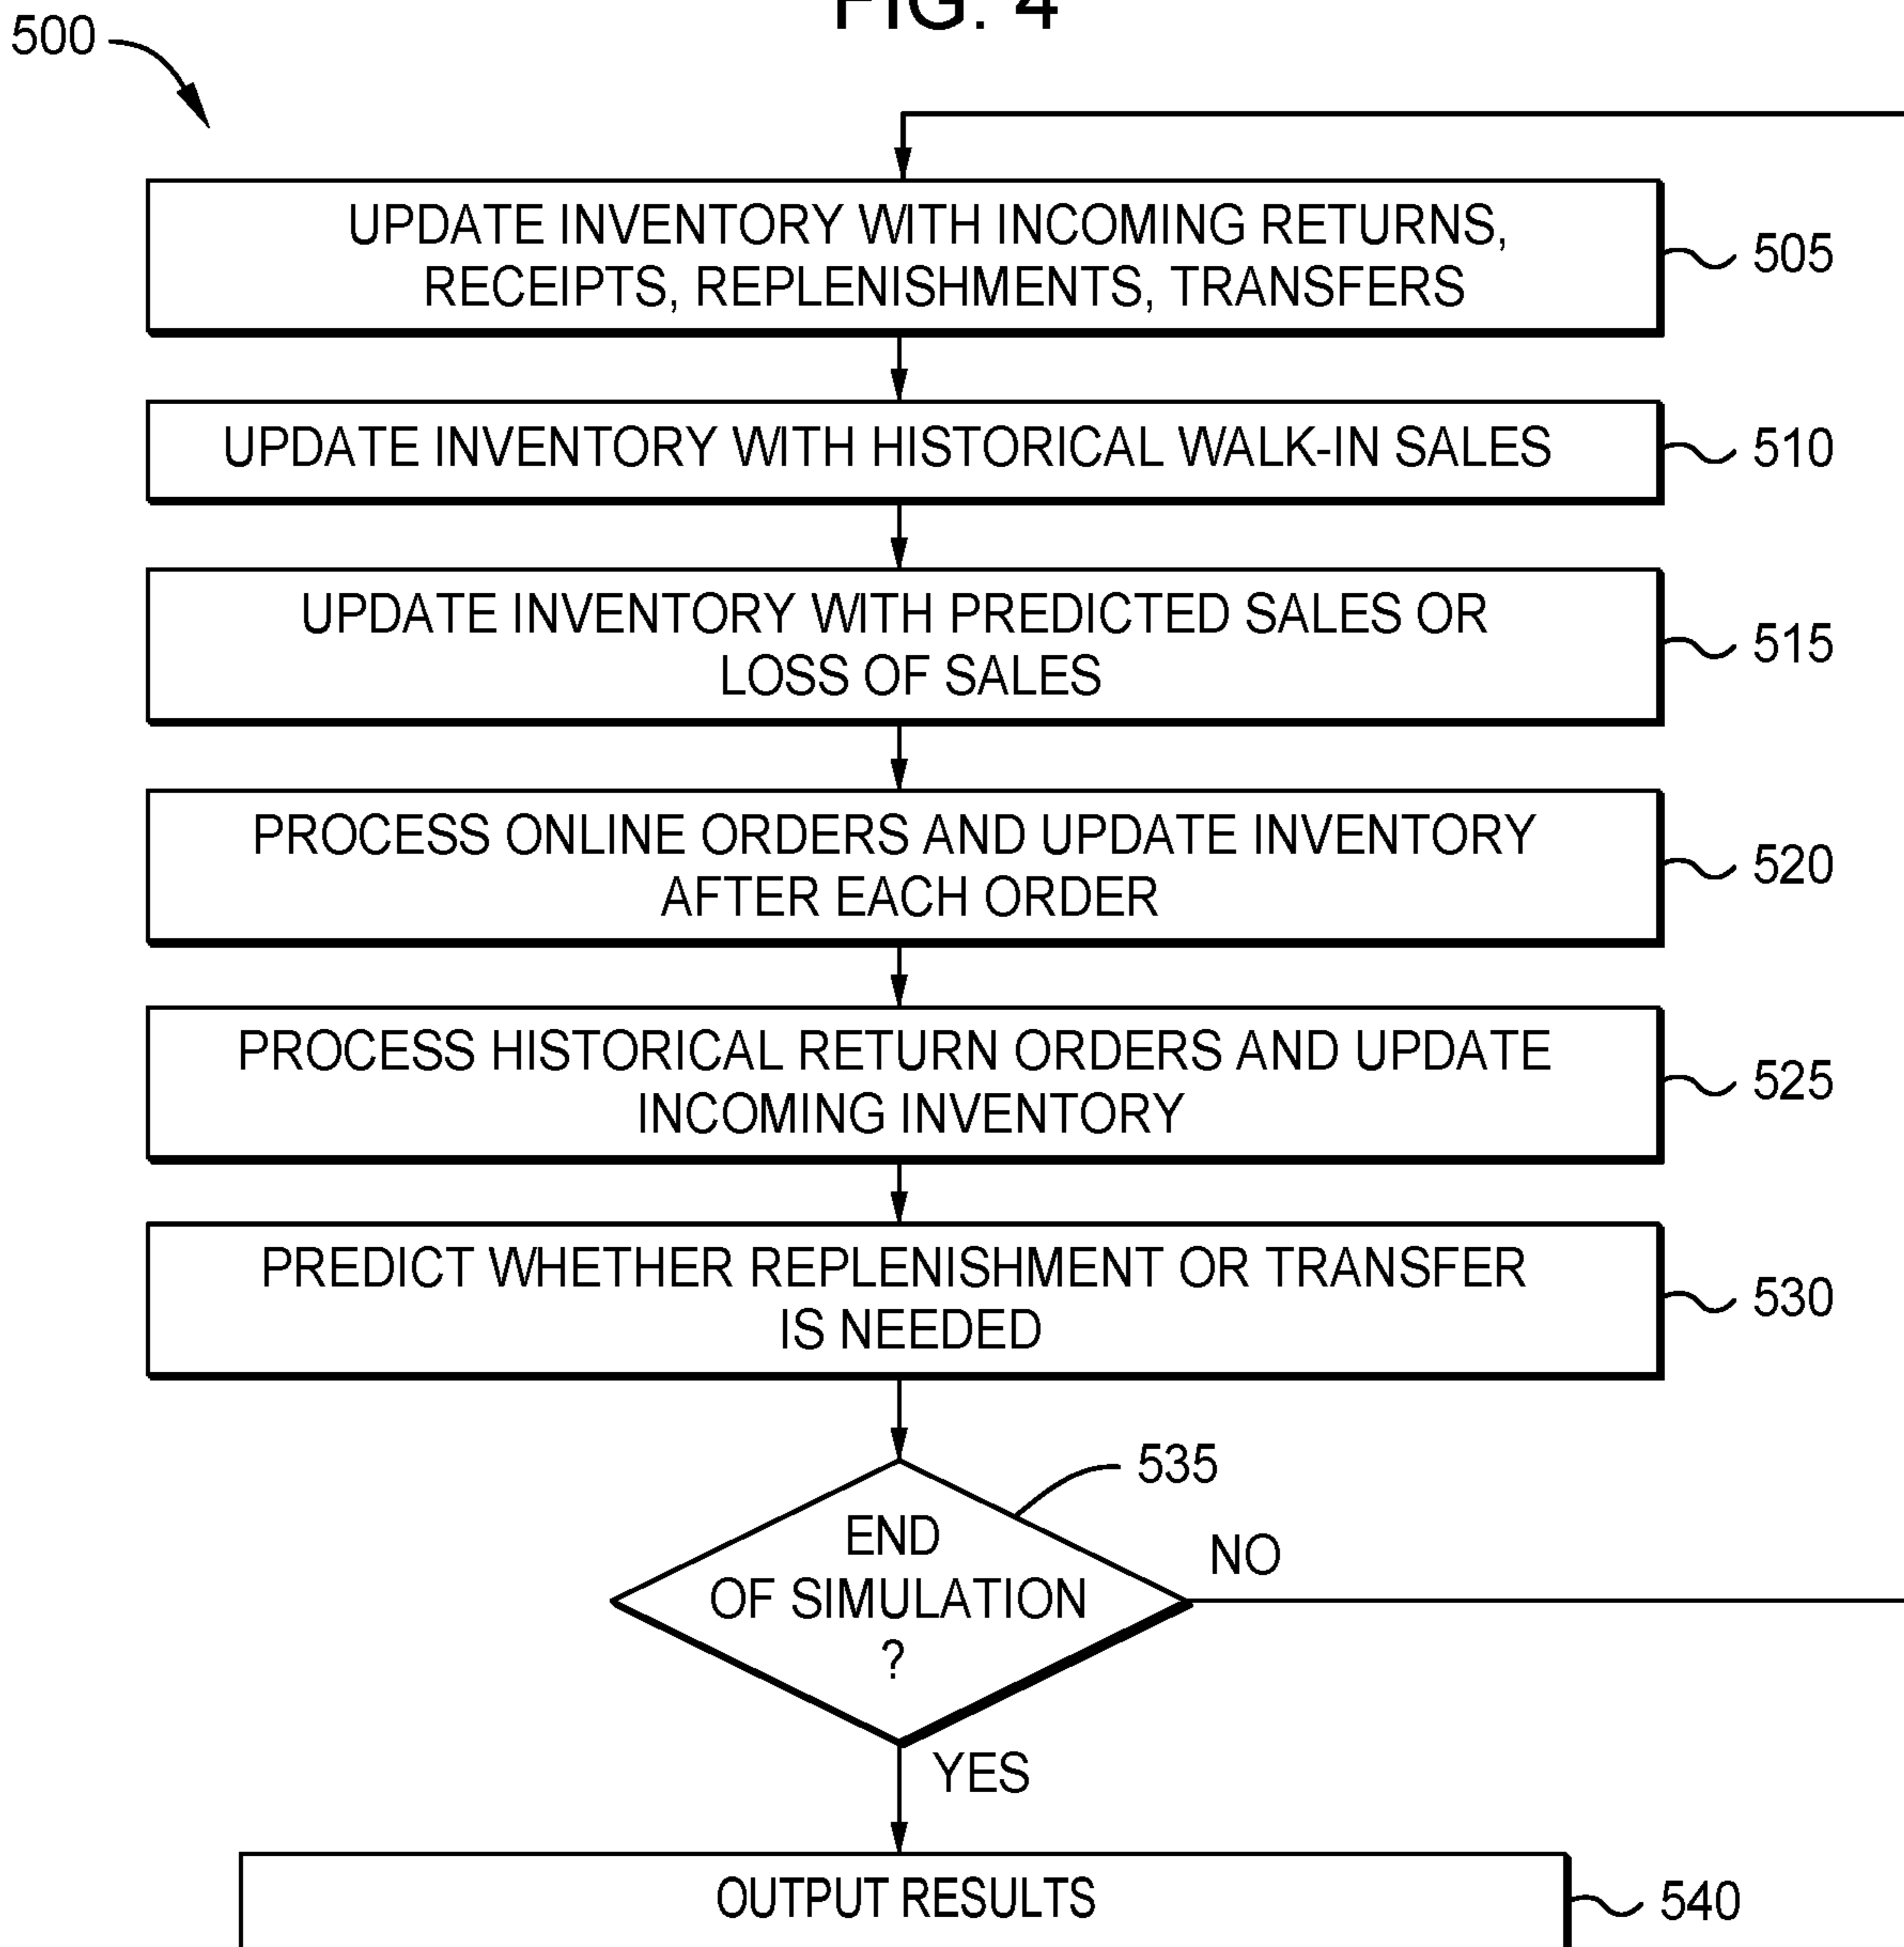 FIG. 4
500
UPDATE INVENTORY WITH INCOMING RETURNS,
RECEIPTS, REPLENISHMENTS, TRANSFERS
505
UPDATE INVENTORY WITH HISTORICAL WALK-IN SALES
510
UPDATE INVENTORY WITH PREDICTED SALES OR
LOSS OF SALES
515
PROCESS ONLINE ORDERS AND UPDATE INVENTORY
AFTER EACH ORDER
520
PROCESS HISTORICAL RETURN ORDERS AND UPDATE
INCOMING INVENTORY
525
PREDICT WHETHER REPLENISHMENT OR TRANSFER
IS NEEDED
530
535
END
OF SIMULATION
?
NO
YES
OUTPUT RESULTS
540